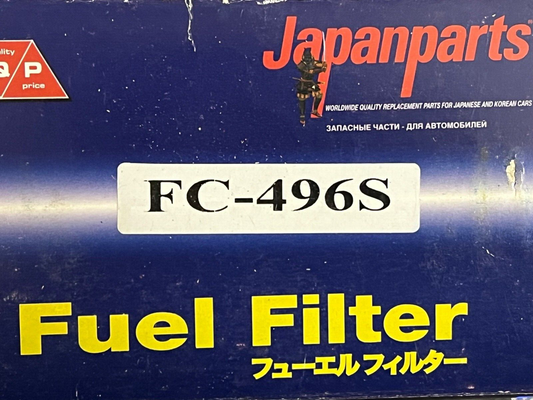 Japanparts
Q/P
price
WORLDWIDE QUALITY REPLACEMENT PARTS FOR JAPANESE AND KOREAN CARS
ЗАПАСНЫЕ ЧАСТИ - ДЛЯ АВТОМОБИЛЕЙ
FC-496S
Fuel Filter
フューエルフィルター